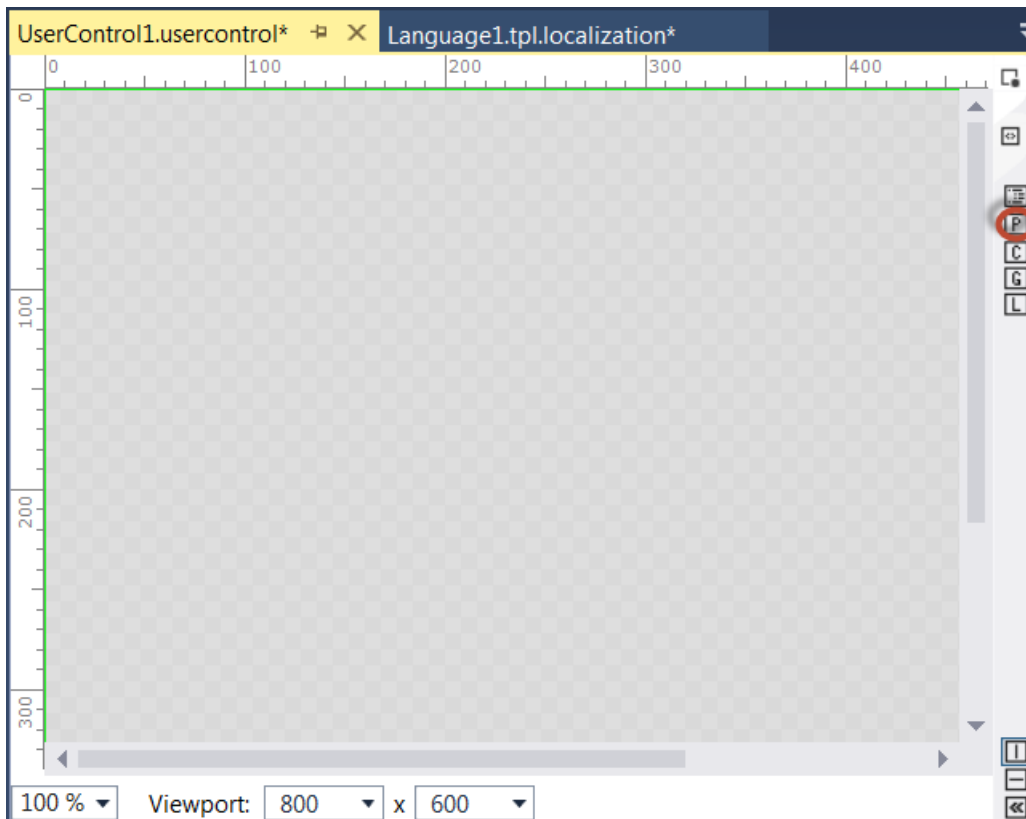 UserControl1.usercontrol*
Language1.tpl.localization*
0 100 200 300 400
0
100
200
300
P
C
G
L
100 % Viewport: 800 x 600